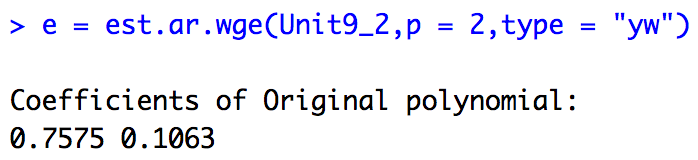 > e = est.ar.wge(Unit9_2,p = 2,type = "yw")
Coefficients of Original polynomial:
0.7575 0.1063